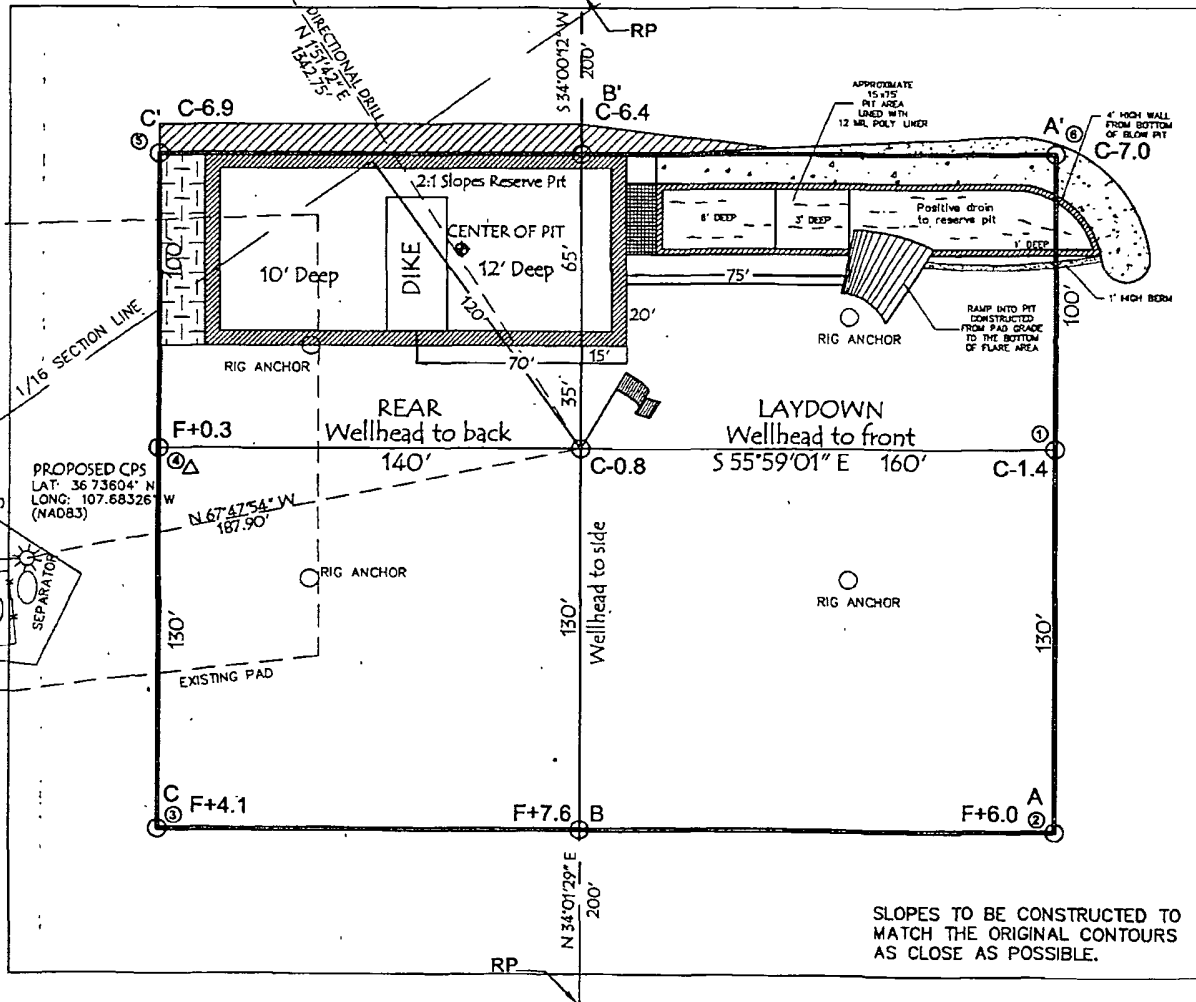 RP
DIRECTIONAL DRILL
N 1°51'42" E
1342.75'
S 34°00'12" W
200'
C-6.9
C'
⑤
B'
C-6.4
APPROXIMATE
15'x75'
PIT AREA
LINED WITH
12 MIL POLY LINER
A'
⑥
C-7.0
4' HIGH WALL
FROM BOTTOM
OF BLOW PIT
2:1 Slopes Reserve Pit
CENTER OF PIT
10' Deep
DIKE
12' Deep
65'
100'
120'
6' DEEP
3' DEEP
Positive drain
to reserve pit
1' DEEP
75'
20'
1' HIGH BERM
100'
RAMP INTO PIT
CONSTRUCTED
FROM PAD GRADE
TO THE BOTTOM
OF FLARE AREA
RIG ANCHOR
15'
70'
RIG ANCHOR
35'
1/16 SECTION LINE
REAR
Wellhead to back
140'
LAYDOWN
Wellhead to front
S 55°59'01" E 160'
F+0.3
④
C-0.8
①
C-1.4
PROPOSED CPS
LAT: 36.73604° N
LONG: 107.68326° W
(NAD83)
N 67°47'54" W
187.90'
SEPARATOR
RIG ANCHOR
RIG ANCHOR
130'
130'
Wellhead to side
130'
EXISTING PAD
C
③
F+4.1
F+7.6
B
F+6.0
A
②
N 34°01'29" E
200'
RP
SLOPES TO BE CONSTRUCTED TO
MATCH THE ORIGINAL CONTOURS
AS CLOSE AS POSSIBLE.